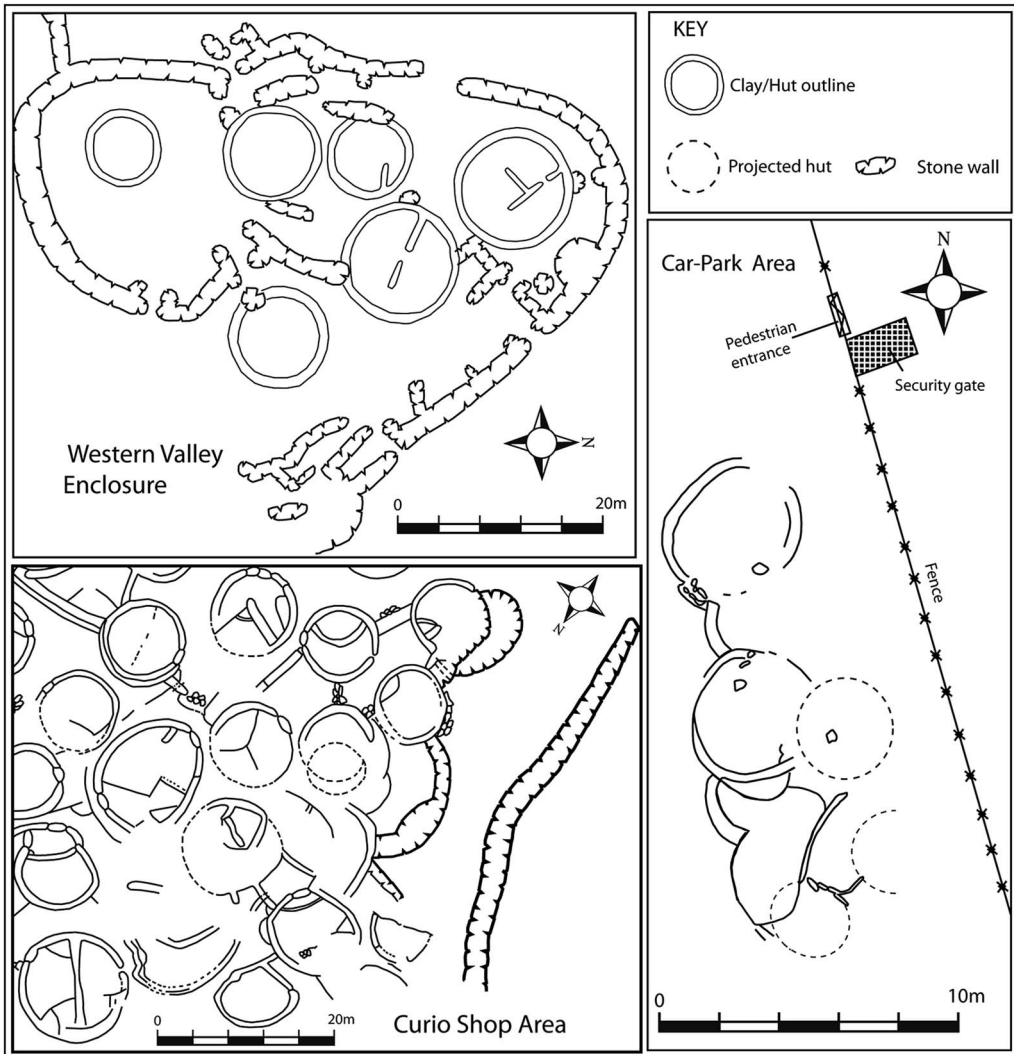 Western Valley
Enclosure
N
0
20m
KEY
Clay/Hut outline
Projected hut
Stone wall
Car-Park Area
N
Pedestrian
entrance
Security gate
Fence
0
10m
N
0
20m
Curio Shop Area